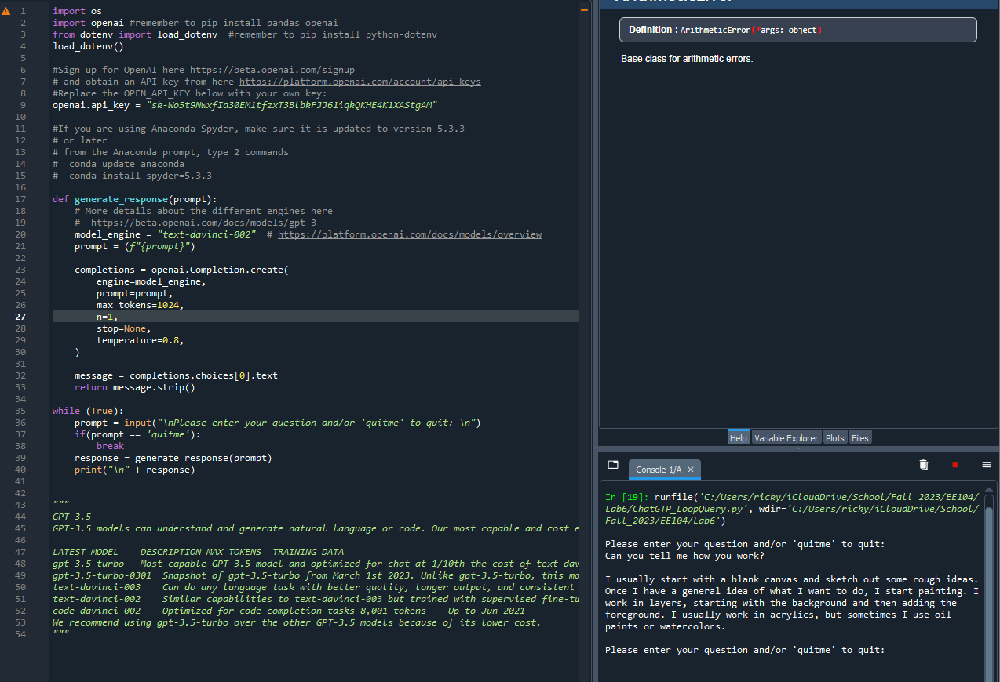 1 import os
2 import openai #remember to pip install pandas openai
3 from dotenv import load_dotenv  #remember to pip install python-dotenv
4 load_dotenv()
5
6 #Sign up for OpenAI here https://beta.openai.com/signup
7 # and obtain an API key from here https://platform.openai.com/account/api-keys
8 #Replace the OPEN_API_KEY below with your own key:
9 openai.api_key =
10
11 #If you are using Anaconda Spyder, make sure it is updated to version 5.3.3
12 # or later
13 # from the Anaconda prompt, type 2 commands
14 #  conda update anaconda
15 #  conda install spyder=5.3.3
16
17 def generate_response(prompt):
18     # More details about the different engines here
19     #  https://beta.openai.com/docs/models/gpt-3
20     model_engine = "text-davinci-002"  # https://platform.openai.com/docs/models/overview
21     prompt = (f"{prompt}")
22
23     completions = openai.Completion.create(
24         engine=model_engine,
25         prompt=prompt,
26         max_tokens=1024,
27         n=1,
28         stop=None,
29         temperature=0.8,
30     )
31
32     message = completions.choices[0].text
33     return message.strip()
34
35 while (True):
36     prompt = input("\nPlease enter your question and/or 'quitme' to quit: \n")
37     if(prompt == 'quitme'):
38         break
39     response = generate_response(prompt)
40     print("\n" + response)
41
42
43 """
44 GPT-3.5
45 GPT-3.5 models can understand and generate natural language or code. Our most capable and cost e
46
47 LATEST MODEL    DESCRIPTION MAX TOKENS  TRAINING DATA
48 gpt-3.5-turbo   Most capable GPT-3.5 model and optimized for chat at 1/10th the cost of text-dav
49 gpt-3.5-turbo-0301  Snapshot of gpt-3.5-turbo from March 1st 2023. Unlike gpt-3.5-turbo, this mo
50 text-davinci-003    Can do any language task with better quality, longer output, and consistent
51 text-davinci-002    Similar capabilities to text-davinci-003 but trained with supervised fine-tu
52 code-davinci-002    Optimized for code-completion tasks 8,001 tokens    Up to Jun 2021
53 We recommend using gpt-3.5-turbo over the other GPT-3.5 models because of its lower cost.
54 """
Definition : ArithmeticError(*args: object)
Base class for arithmetic errors.
Help Variable Explorer Plots Files
Console 1/A
In [19]: runfile('C:/Users/ricky/iCloudDrive/School/Fall_2023/EE104/
Lab6/ChatGTP_LoopQuery.py', wdir='C:/Users/ricky/iCloudDrive/School/
Fall_2023/EE104/Lab6')
Please enter your question and/or 'quitme' to quit:
Can you tell me how you work?
I usually start with a blank canvas and sketch out some rough ideas.
Once I have a general idea of what I want to do, I start painting. I
work in layers, starting with the background and then adding the
foreground. I usually work in acrylics, but sometimes I use oil
paints or watercolors.
Please enter your question and/or 'quitme' to quit: